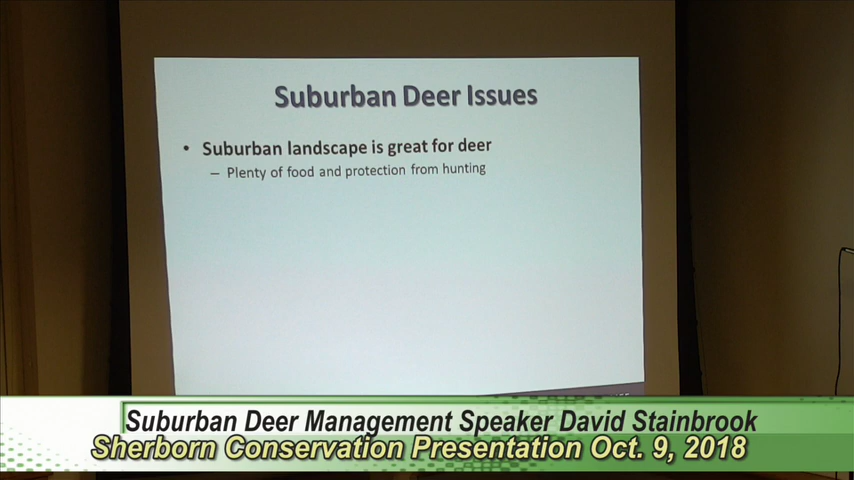 Suburban Deer Issues
• Suburban landscape is great for deer
– Plenty of food and protection from hunting
Suburban Deer Management Speaker David Stainbrook
Sherborn Conservation Presentation Oct. 9, 2018